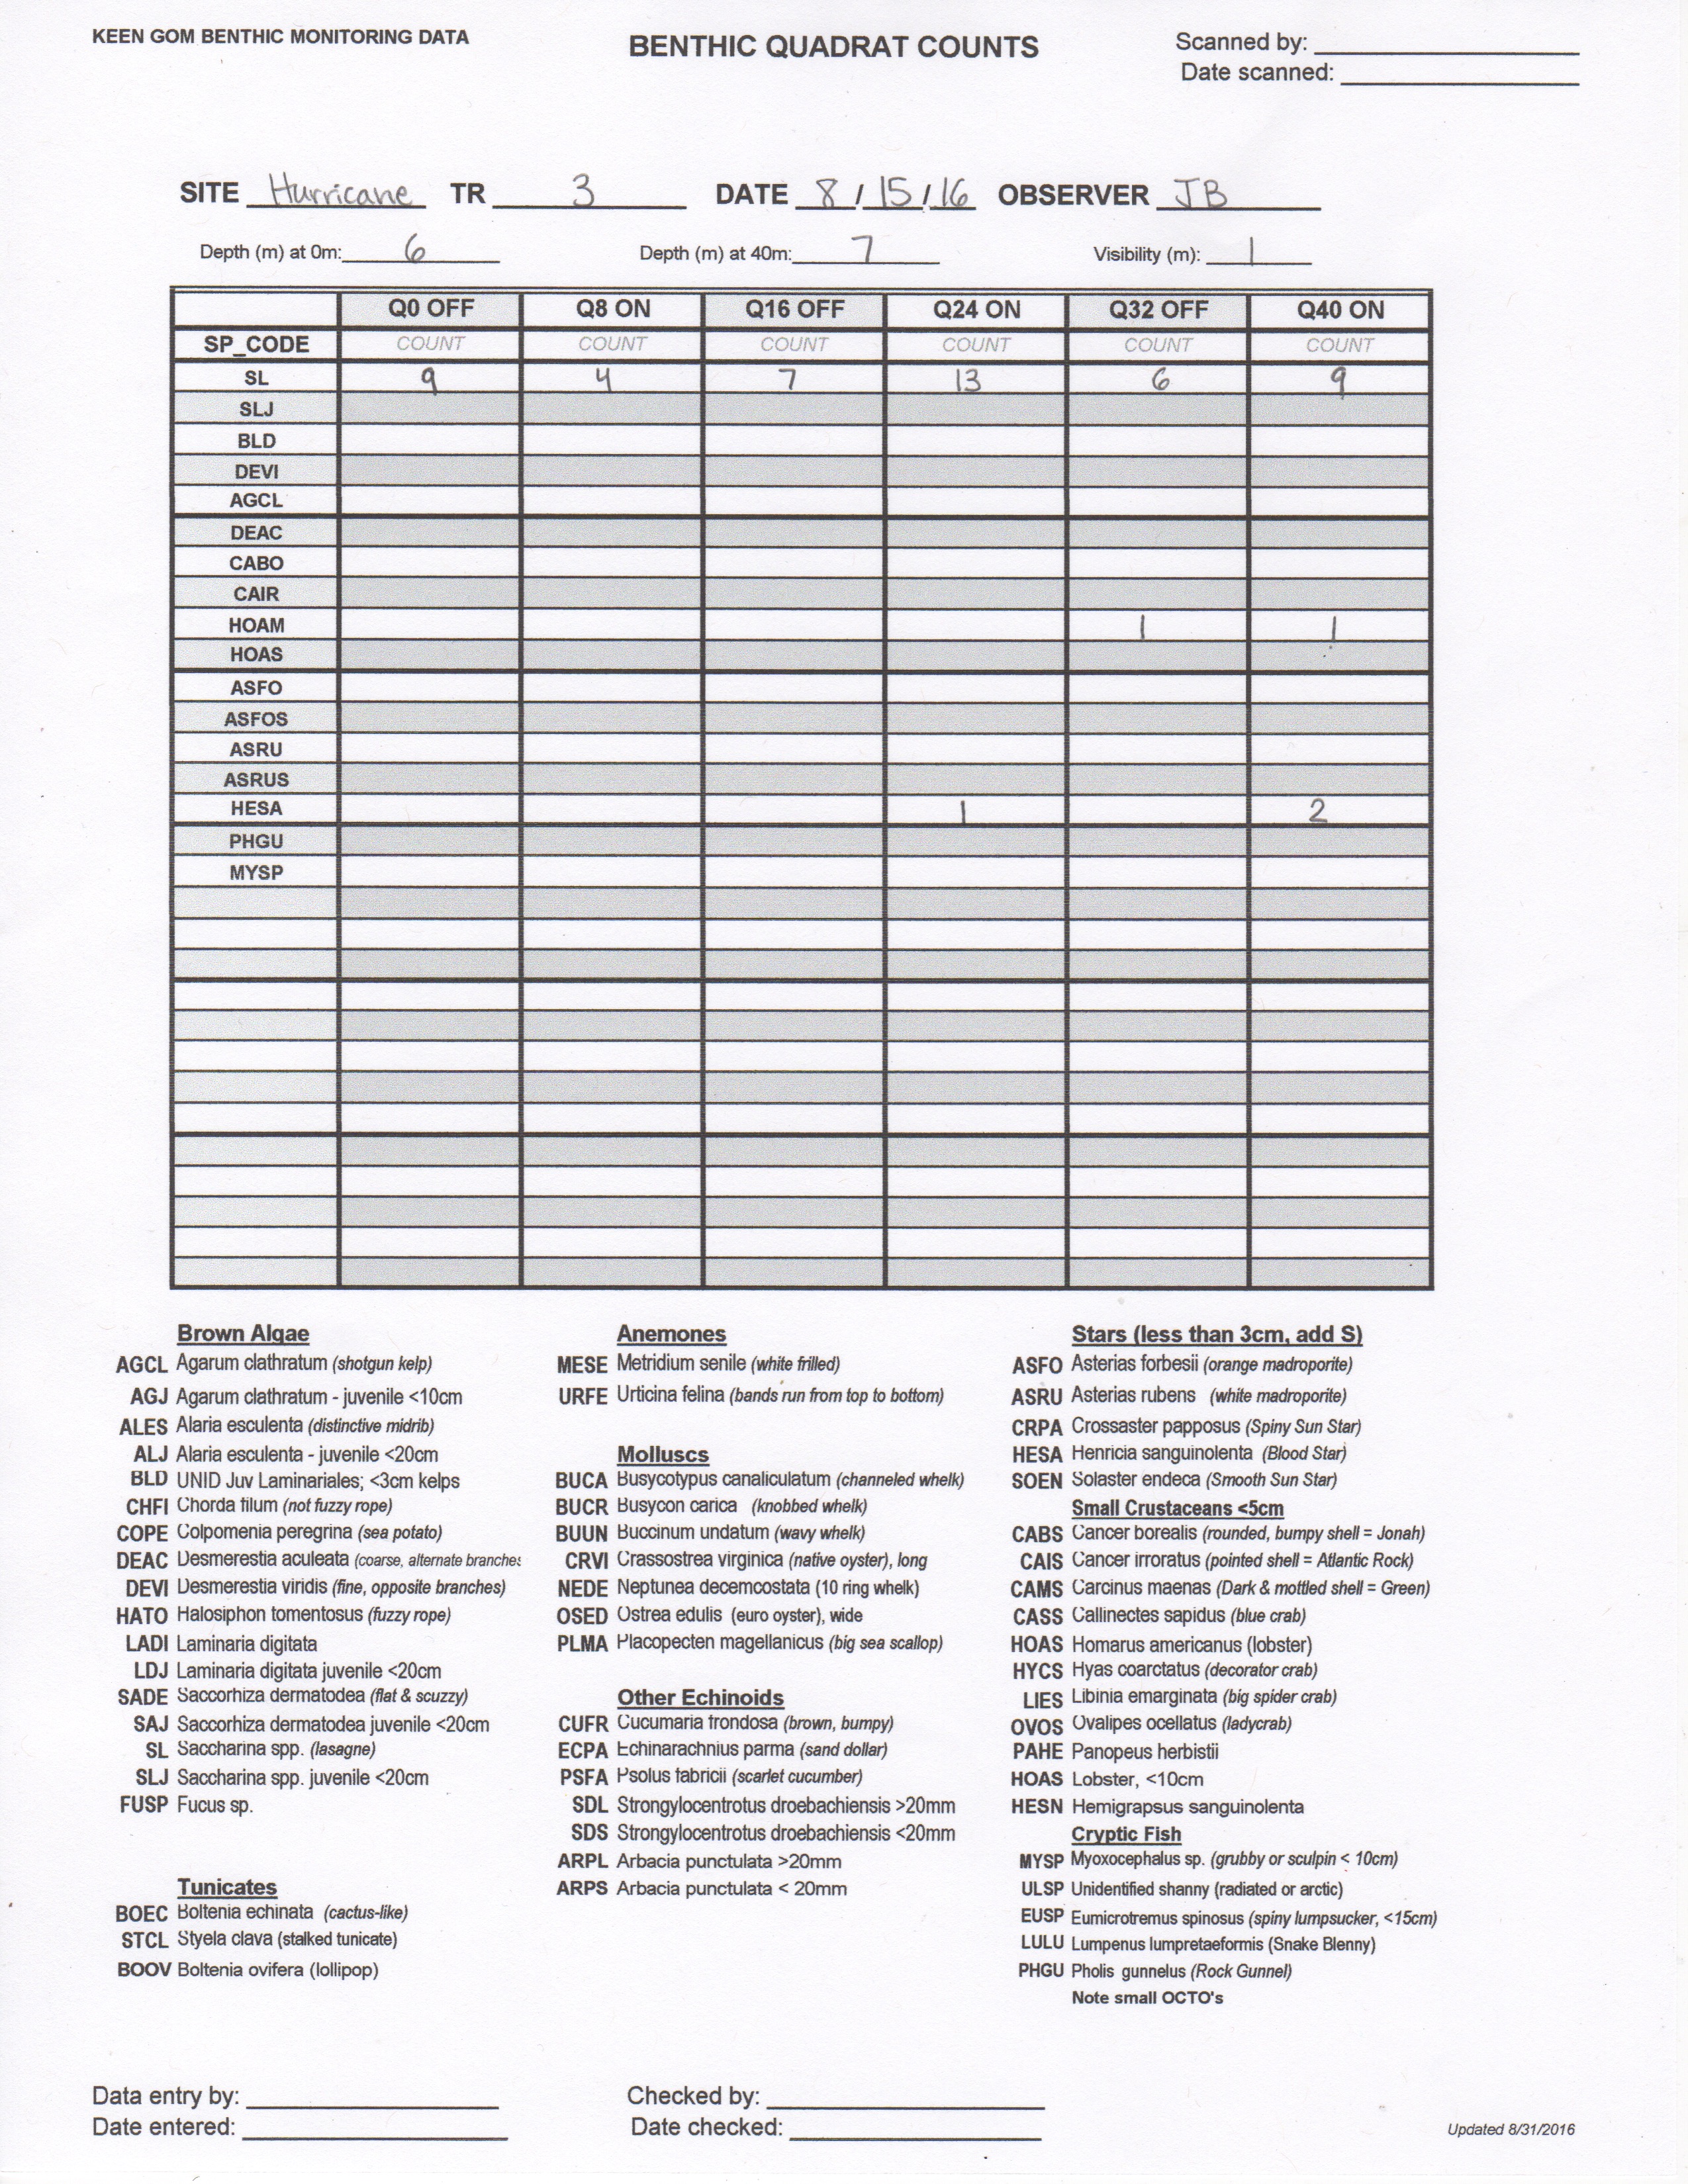 KEEN GOM BENTHIC MONITORING DATA
BENTHIC QUADRAT COUNTS
Scanned by:
Date scanned:
SITE Hurricane TR 3 DATE 8/15/16 OBSERVER JB
Depth (m) at 0m: 6 Depth (m) at 40m: 7 Visibility (m): 1
Q0 OFF Q8 ON Q16 OFF Q24 ON Q32 OFF Q40 ON
SP_CODE COUNT COUNT COUNT COUNT COUNT COUNT
SL 9 4 7 13 6 9
SLJ
BLD
DEVI
AGCL
DEAC
CABO
CAIR
HOAM 1 1
HOAS
ASFO
ASFOS
ASRU
ASRUS
HESA 1 2
PHGU
MYSP
Brown Algae
AGCL Agarum clathratum (shotgun kelp)
AGJ Agarum clathratum - juvenile <10cm
ALES Alaria esculenta (distinctive midrib)
ALJ Alaria esculenta - juvenile <20cm
BLD UNID Juv Laminariales; <3cm kelps
CHFI Chorda filum (not fuzzy rope)
COPE Colpomenia peregrina (sea potato)
DEAC Desmerestia aculeata (coarse, alternate branches
DEVI Desmerestia viridis (fine, opposite branches)
HATO Halosiphon tomentosus (fuzzy rope)
LADI Laminaria digitata
LDJ Laminaria digitata juvenile <20cm
SADE Saccorhiza dermatodea (flat & scuzzy)
SAJ Saccorhiza dermatodea juvenile <20cm
SL Saccharina spp. (lasagne)
SLJ Saccharina spp. juvenile <20cm
FUSP Fucus sp.
Tunicates
BOEC Boltenia echinata (cactus-like)
STCL Styela clava (stalked tunicate)
BOOV Boltenia ovifera (lollipop)
Anemones
MESE Metridium senile (white frilled)
URFE Urticina felina (bands run from top to bottom)
Molluscs
BUCA Busycotypus canaliculatum (channeled whelk)
BUCR Busycon carica (knobbed whelk)
BUUN Buccinum undatum (wavy whelk)
CRVI Crassostrea virginica (native oyster), long
NEDE Neptunea decemcostata (10 ring whelk)
OSED Ostrea edulis (euro oyster), wide
PLMA Placopecten magellanicus (big sea scallop)
Other Echinoids
CUFR Cucumaria frondosa (brown, bumpy)
ECPA Echinarachnius parma (sand dollar)
PSFA Psolus fabricii (scarlet cucumber)
SDL Strongylocentrotus droebachiensis >20mm
SDS Strongylocentrotus droebachiensis <20mm
ARPL Arbacia punctulata >20mm
ARPS Arbacia punctulata < 20mm
Stars (less than 3cm, add S)
ASFO Asterias forbesii (orange madroporite)
ASRU Asterias rubens (white madroporite)
CRPA Crossaster papposus (Spiny Sun Star)
HESA Henricia sanguinolenta (Blood Star)
SOEN Solaster endeca (Smooth Sun Star)
Small Crustaceans <5cm
CABS Cancer borealis (rounded, bumpy shell = Jonah)
CAIS Cancer irroratus (pointed shell = Atlantic Rock)
CAMS Carcinus maenas (Dark & mottled shell = Green)
CASS Callinectes sapidus (blue crab)
HOAS Homarus americanus (lobster)
HYCS Hyas coarctatus (decorator crab)
LIES Libinia emarginata (big spider crab)
OVOS Ovalipes ocellatus (ladycrab)
PAHE Panopeus herbistii
HOAS Lobster, <10cm
HESN Hemigrapsus sanguinolenta
Cryptic Fish
MYSP Myoxocephalus sp. (grubby or sculpin < 10cm)
ULSP Unidentified shanny (radiated or arctic)
EUSP Eumicrotremus spinosus (spiny lumpsucker, <15cm)
LULU Lumpenus lumpretaeformis (Snake Blenny)
PHGU Pholis gunnelus (Rock Gunnel)
Note small OCTO's
Data entry by: Checked by:
Date entered: Date checked:
Updated 8/31/2016